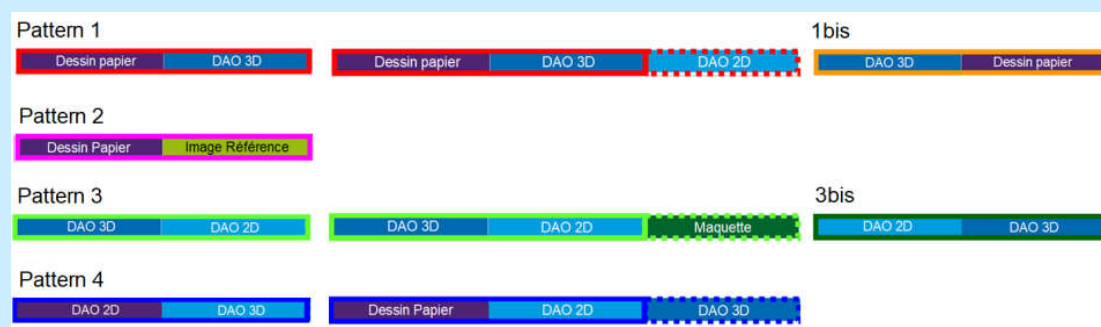 Pattern 1
1bis
Dessin papier DAO 3D
Dessin papier DAO 3D DAO 2D
DAO 3D Dessin papier
Pattern 2
Dessin Papier Image Référence
Pattern 3
3bis
DAO 3D DAO 2D
DAO 3D DAO 2D Maquette
DAO 2D DAO 3D
Pattern 4
DAO 2D DAO 3D
Dessin Papier DAO 2D DAO 3D